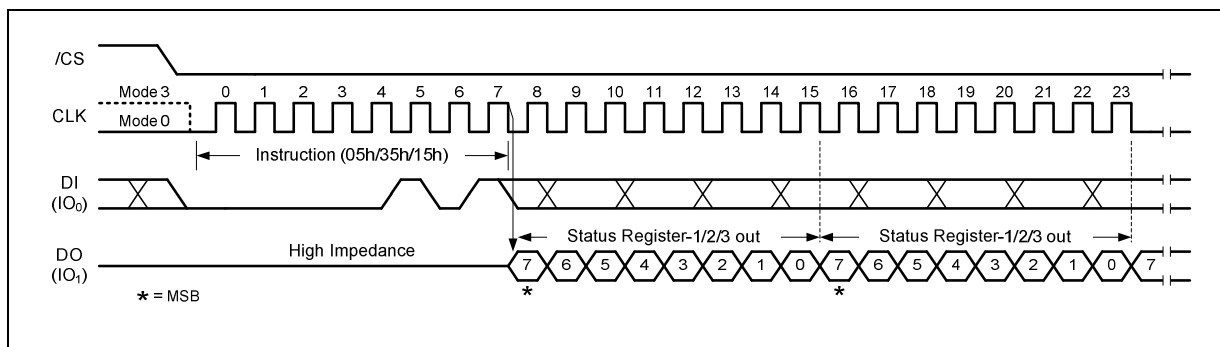 /CS
Mode 3
0 1 2 3 4 5 6 7 8 9 10 11 12 13 14 15 16 17 18 19 20 21 22 23
CLK
Mode 0
Instruction (05h/35h/15h)
DI
(IO0)
Status Register-1/2/3 out Status Register-1/2/3 out
High Impedance
DO
(IO1)
7 6 5 4 3 2 1 0 7 6 5 4 3 2 1 0 7
* *
* = MSB